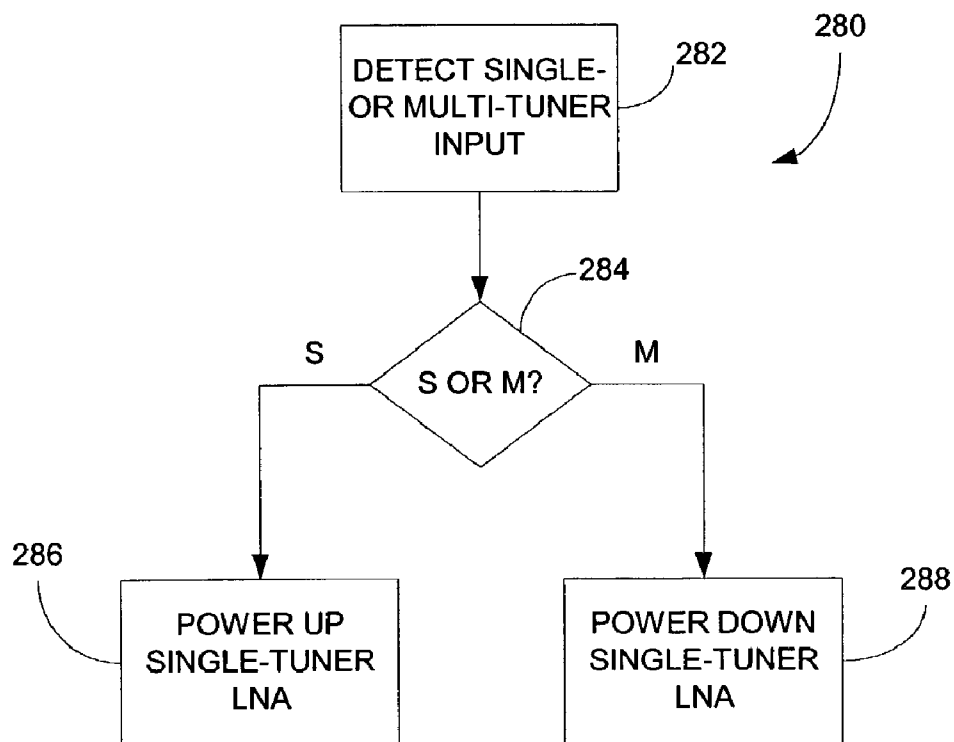 280
282
DETECT SINGLE-
OR MULTI-TUNER
INPUT
284
S
M
S OR M?
286
POWER UP
SINGLE-TUNER
LNA
288
POWER DOWN
SINGLE-TUNER
LNA